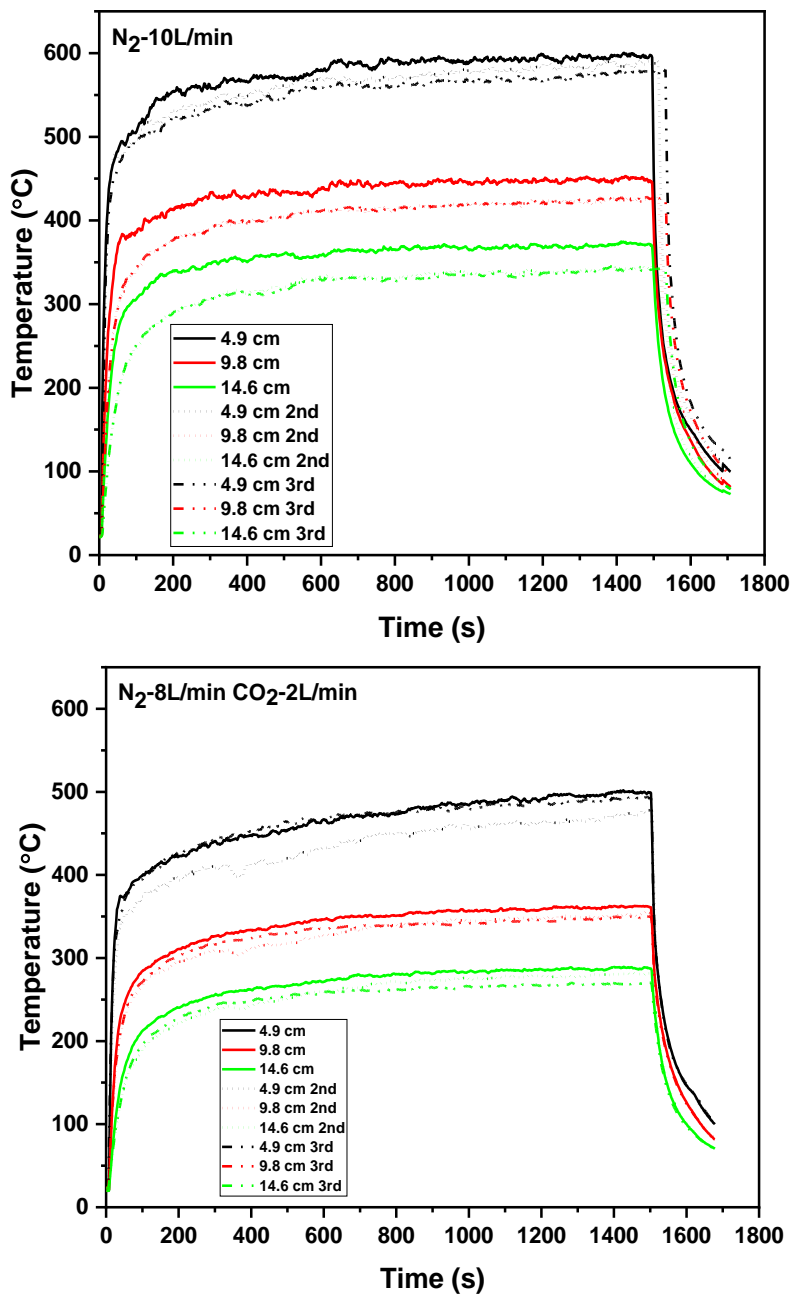 N2-10L/min
600
500
400
300
200
100
0
Temperature (°C)
4.9 cm
9.8 cm
14.6 cm
4.9 cm 2nd
9.8 cm 2nd
14.6 cm 2nd
4.9 cm 3rd
9.8 cm 3rd
14.6 cm 3rd
0 200 400 600 800 1000 1200 1400 1600 1800
Time (s)
N2-8L/min CO2-2L/min
600
500
400
300
200
100
0
Temperature (°C)
4.9 cm
9.8 cm
14.6 cm
4.9 cm 2nd
9.8 cm 2nd
14.6 cm 2nd
4.9 cm 3rd
9.8 cm 3rd
14.6 cm 3rd
0 200 400 600 800 1000 1200 1400 1600 1800
Time (s)